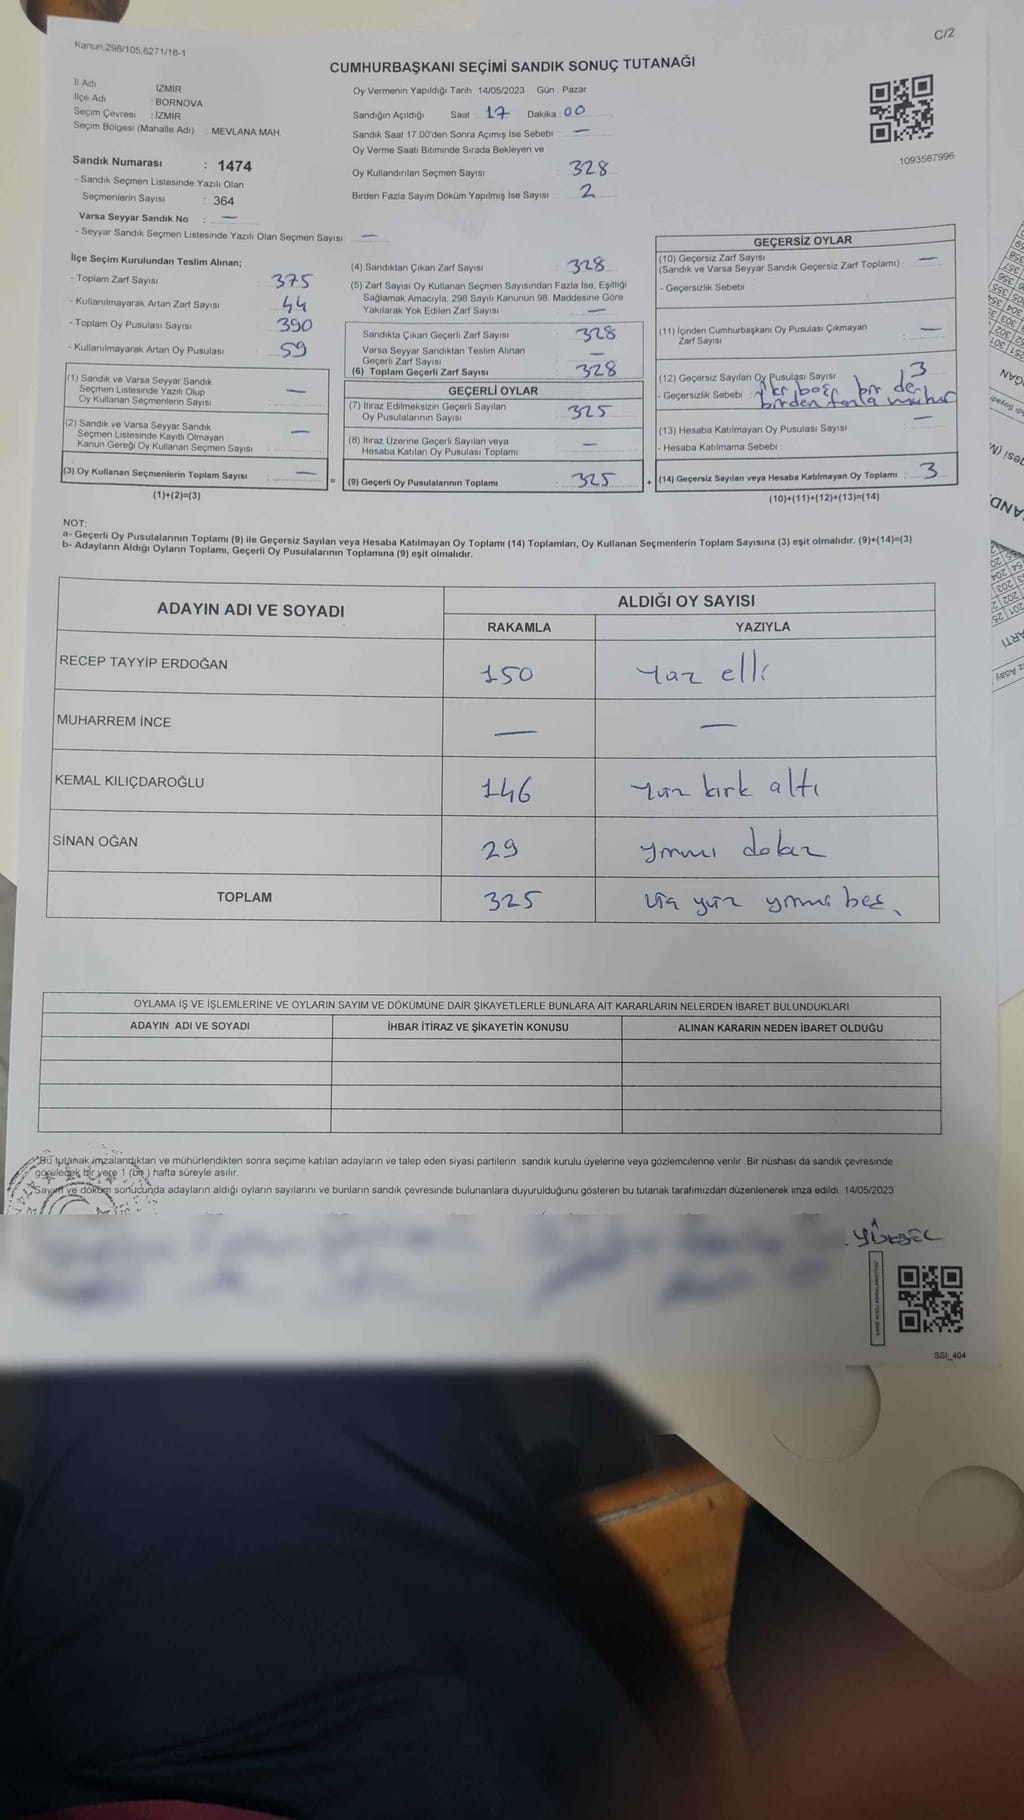 Kanun,298/105,6271/18-1
C/2
CUMHURBAŞKANI SEÇİMİ SANDIK SONUÇ TUTANAĞI
İl Adı İZMİR
İlçe Adı BORNOVA
Seçim Çevresi : İZMİR
Seçim Bölgesi (Mahalle Adı) : MEVLANA MAH.
Sandık Numarası : 1474
- Sandık Seçmen Listesinde Yazılı Olan
Seçmenlerin Sayısı : 364
Varsa Seyyar Sandık No : —
- Seyyar Sandık Seçmen Listesinde Yazılı Olan Seçmen Sayısı: —
Oy Vermenin Yapıldığı Tarih 14/05/2023 Gün Pazar
Sandığın Açıldığı Saat 17 Dakika 00
Sandık Saat 17.00'den Sonra Açımış İse Sebebi : —
Oy Verme Saati Bitiminde Sırada Bekleyen ve
Oy Kullandırılan Seçmen Sayısı : 328
Birden Fazla Sayım Döküm Yapılmış İse Sayısı : 2
1093587996
İlçe Seçim Kurulundan Teslim Alınan;
- Toplam Zarf Sayısı : 375
- Kullanılmayarak Artan Zarf Sayısı : 44
- Toplam Oy Pusulası Sayısı : 390
- Kullanılmayarak Artan Oy Pusulası : 59
(1) Sandık ve Varsa Seyyar Sandık
Seçmen Listesinde Yazılı Olup
Oy Kullanan Seçmenlerin Sayısı : —
(2) Sandık ve Varsa Seyyar Sandık
Seçmen Listesinde Kayıtlı Olmayan
Kanun Gereği Oy Kullanan Seçmen Sayısı : —
(3) Oy Kullanan Seçmenlerin Toplam Sayısı : —
(1)+(2)=(3)
=
(4) Sandıktan Çıkan Zarf Sayısı : 328
(5) Zarf Sayısı Oy Kullanan Seçmen Sayısından Fazla İse, Eşitliği
Sağlamak Amacıyla, 298 Sayılı Kanunun 98. Maddesine Göre
Yakılarak Yok Edilen Zarf Sayısı : —
Sandıkta Çıkan Geçerli Zarf Sayısı : 328
Varsa Seyyar Sandıktan Teslim Alınan
Geçerli Zarf Sayısı : —
(6) Toplam Geçerli Zarf Sayısı : 328
GEÇERLİ OYLAR
(7) İtiraz Edilmeksizin Geçerli Sayılan
Oy Pusulalarının Sayısı : 325
(8) İtiraz Üzerine Geçerli Sayılan veya
Hesaba Katılan Oy Pusulası Toplamı : —
(9) Geçerli Oy Pusulalarının Toplamı : 325
+
GEÇERSİZ OYLAR
(10) Geçersiz Zarf Sayısı
(Sandık ve Varsa Seyyar Sandık Geçersiz Zarf Toplamı) : —
- Geçersizlik Sebebi
(11) İçinden Cumhurbaşkanı Oy Pusulası Çıkmayan
Zarf Sayısı : —
(12) Geçersiz Sayılan Oy Pusulası Sayısı : 3
- Geçersizlik Sebebi : iki boş, bir de
birden fazla mühür
(13) Hesaba Katılmayan Oy Pusulası Sayısı : —
- Hesaba Katılmama Sebebi :
(14) Geçersiz Sayılan veya Hesaba Katılmayan Oy Toplamı : 3
(10)+(11)+(12)+(13)=(14)
NOT:
a- Geçerli Oy Pusulalarının Toplamı (9) ile Geçersiz Sayılan veya Hesaba Katılmayan Oy Toplamı (14) Toplamları, Oy Kullanan Seçmenlerin Toplam Sayısına (3) eşit olmalıdır. (9)+(14)=(3)
b- Adayların Aldığı Oyların Toplamı, Geçerli Oy Pusulalarının Toplamına (9) eşit olmalıdır.
ADAYIN ADI VE SOYADI
ALDIĞI OY SAYISI
RAKAMLA YAZIYLA
RECEP TAYYİP ERDOĞAN 150 Yüz elli
MUHARREM İNCE — —
KEMAL KILIÇDAROĞLU 146 Yüz kırk altı
SİNAN OĞAN 29 yirmi dokuz
TOPLAM 325 üç yüz yirmi beş
OYLAMA İŞ VE İŞLEMLERİNE VE OYLARIN SAYIM VE DÖKÜMÜNE DAİR ŞİKAYETLERLE BUNLARA AİT KARARLARIN NELERDEN İBARET BULUNDUKLARI
ADAYIN ADI VE SOYADI İHBAR İTİRAZ VE ŞİKAYETİN KONUSU ALINAN KARARIN NEDEN İBARET OLDUĞU
Bu tutanak imzalandıktan ve mühürlendikten sonra seçime katılan adayların ve talep eden siyasi partilerin sandık kurulu üyelerine veya gözlemcilerine verilir. Bir nüshası da sandık çevresinde
görülecek bir yere 1 (bir) hafta süreyle asılır.
Sayım ve döküm sonucunda adayların aldığı oyların sayılarını ve bunların sandık çevresinde bulunanlara duyurulduğunu gösteren bu tutanak tarafımızdan düzenlenerek imza edildi. 14/05/2023
YÜKSEL
SSI_404